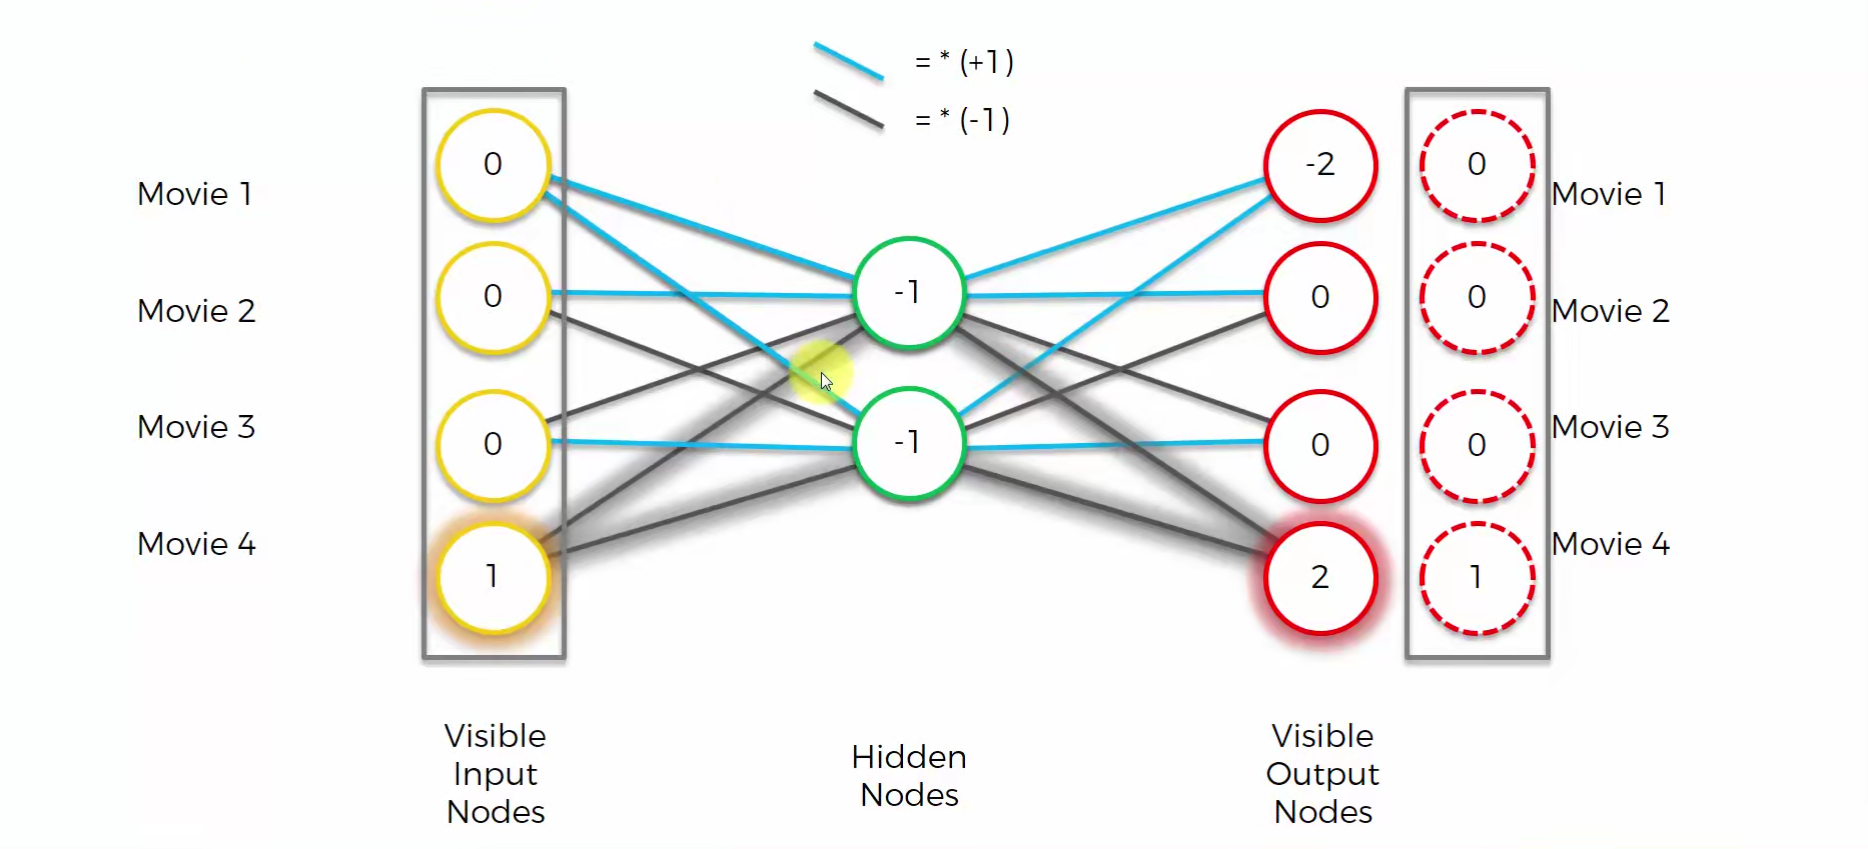 = * (+1)
= * (-1)
Movie 1
Movie 2
Movie 3
Movie 4
0
0
0
1
-1
-1
-2
0
0
2
0
0
0
1
Movie 1
Movie 2
Movie 3
Movie 4
Visible
Input
Nodes
Hidden
Nodes
Visible
Output
Nodes